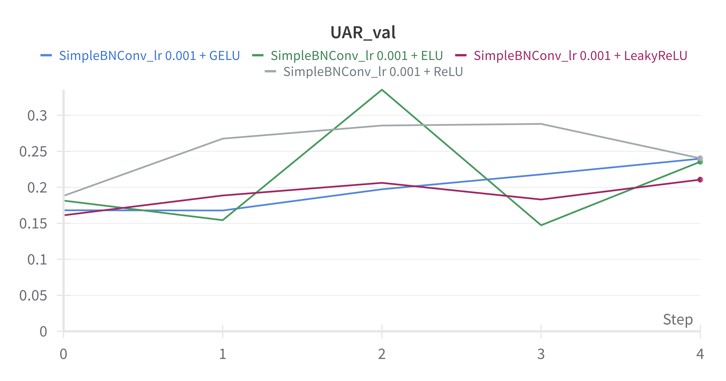 UAR_val
SimpleBNConv_lr 0.001 + GELU SimpleBNConv_lr 0.001 + ELU SimpleBNConv_lr 0.001 + LeakyReLU
SimpleBNConv_lr 0.001 + ReLU
0.3
0.25
0.2
0.15
0.1
0.05
0
Step
0 1 2 3 4